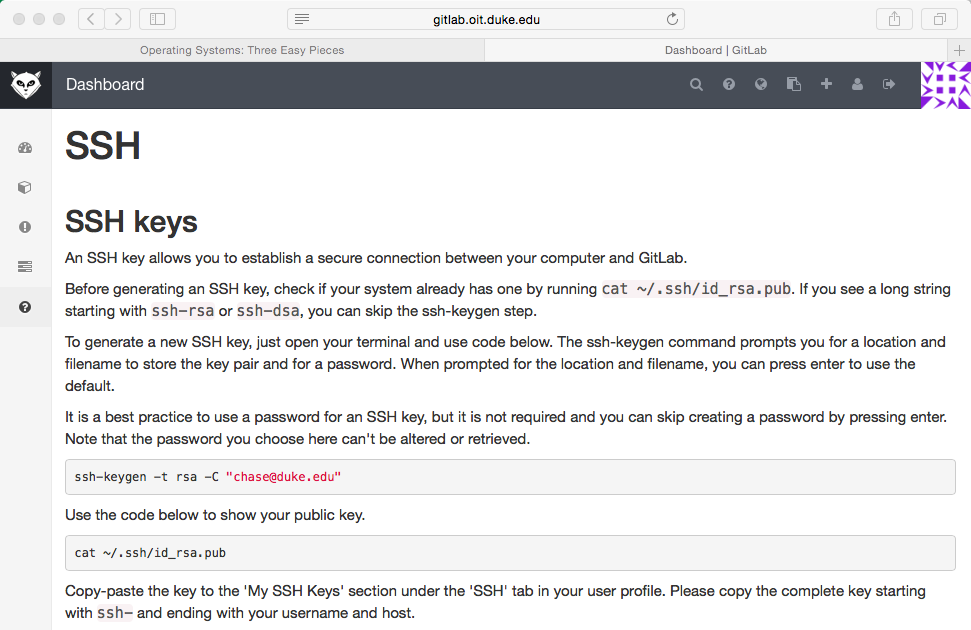 gitlab.oit.duke.edu
Operating Systems: Three Easy Pieces
Dashboard | GitLab
Dashboard
SSH
SSH keys
An SSH key allows you to establish a secure connection between your computer and GitLab.
Before generating an SSH key, check if your system already has one by running cat ~/.ssh/id_rsa.pub. If you see a long string
starting with ssh-rsa or ssh-dsa, you can skip the ssh-keygen step.
To generate a new SSH key, just open your terminal and use code below. The ssh-keygen command prompts you for a location and
filename to store the key pair and for a password. When prompted for the location and filename, you can press enter to use the
default.
It is a best practice to use a password for an SSH key, but it is not required and you can skip creating a password by pressing enter.
Note that the password you choose here can't be altered or retrieved.
ssh-keygen -t rsa -C "chase@duke.edu"
Use the code below to show your public key.
cat ~/.ssh/id_rsa.pub
Copy-paste the key to the 'My SSH Keys' section under the 'SSH' tab in your user profile. Please copy the complete key starting
with ssh- and ending with your username and host.